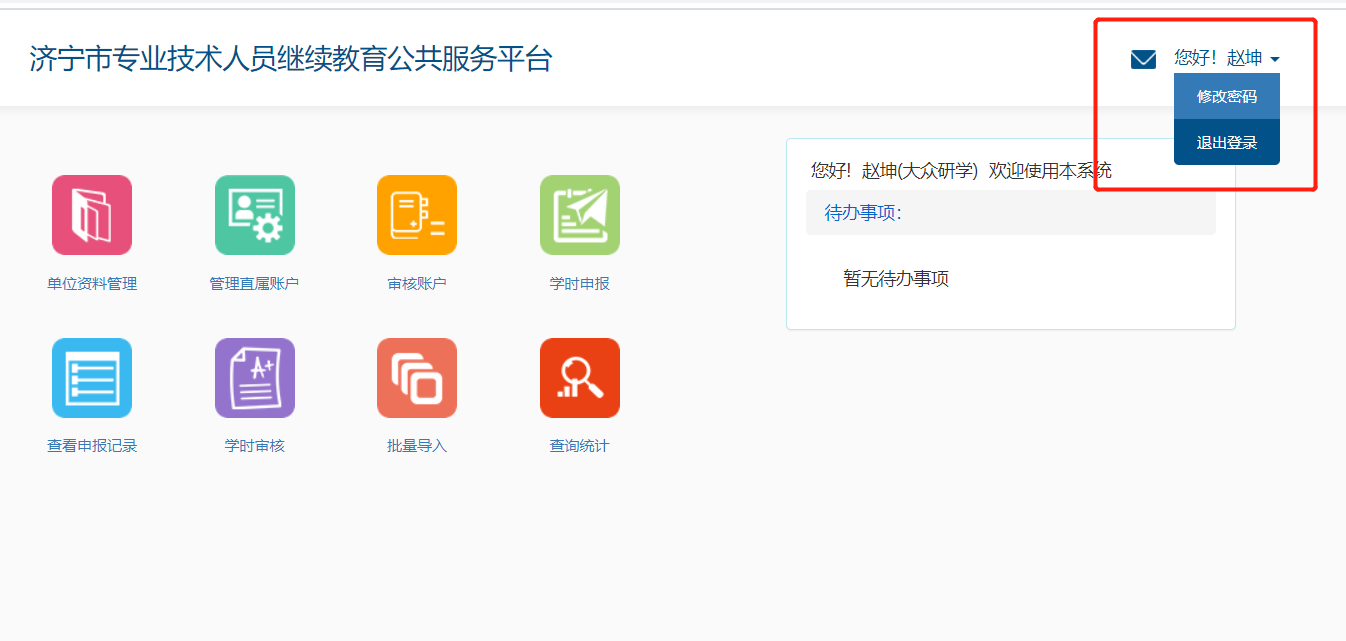 济宁市专业技术人员继续教育公共服务平台
您好！赵坤
修改密码
退出登录
您好！赵坤(大众研学) 欢迎使用本系统
待办事项：
暂无待办事项
单位资料管理
管理直属账户
审核账户
学时申报
A+
查看申报记录
学时审核
批量导入
查询统计